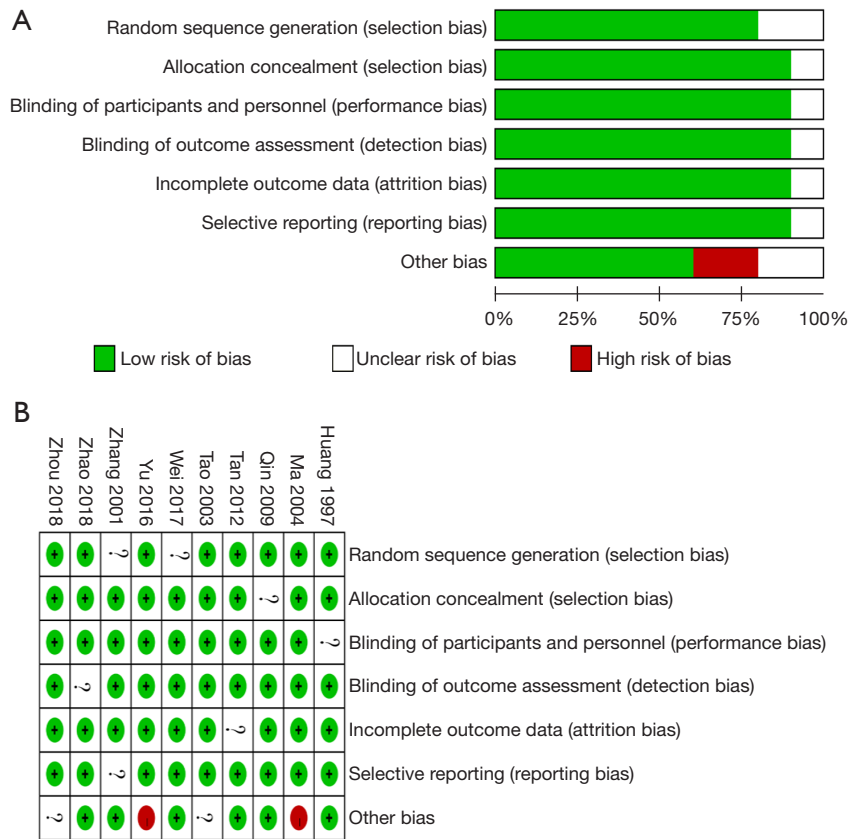 A
Random sequence generation (selection bias)
Allocation concealment (selection bias)
Blinding of participants and personnel (performance bias)
Blinding of outcome assessment (detection bias)
Incomplete outcome data (attrition bias)
Selective reporting (reporting bias)
Other bias
0% 25% 50% 75% 100%
Low risk of bias Unclear risk of bias High risk of bias
B
Zhou 2018
Zhao 2018
Zhang 2001
Yu 2016
Wei 2017
Tao 2003
Tan 2012
Qin 2009
Ma 2004
Huang 1997
+ + ? + ? + + + + + Random sequence generation (selection bias)
+ + + + + + + ? + + Allocation concealment (selection bias)
+ + + + + + + + + ? Blinding of participants and personnel (performance bias)
+ ? + + + + + + + + Blinding of outcome assessment (detection bias)
+ + + + + + ? + + + Incomplete outcome data (attrition bias)
+ + ? + + + + + + + Selective reporting (reporting bias)
? + + - + ? + + - + Other bias